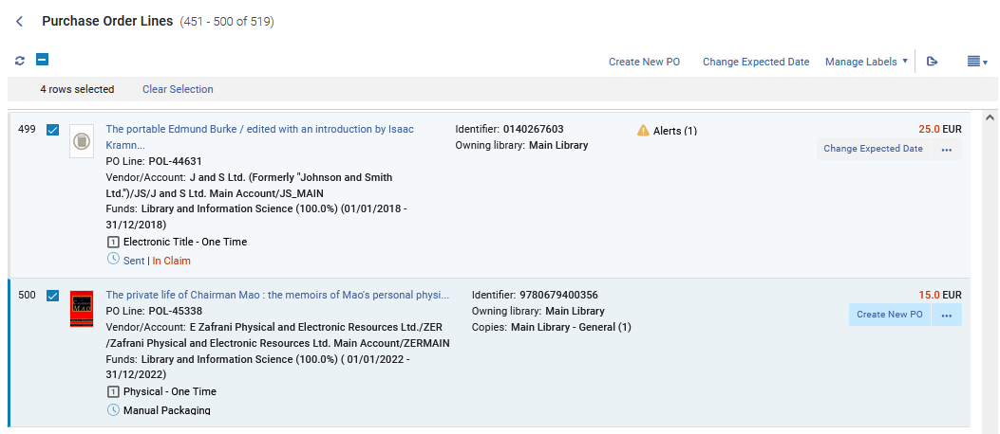 Purchase Order Lines (451 - 500 of 519)
Create New PO Change Expected Date Manage Labels
4 rows selected Clear Selection
499
The portable Edmund Burke / edited with an introduction by Isaac
Kramn...
PO Line: POL-44631
Vendor/Account: J and S Ltd. (Formerly "Johnson and Smith
Ltd.")/JS/J and S Ltd. Main Account/JS_MAIN
Funds: Library and Information Science (100.0%) (01/01/2018 -
31/12/2018)
1 Electronic Title - One Time
Sent | In Claim
Identifier: 0140267603
Owning library: Main Library
Alerts (1)
25.0 EUR
Change Expected Date ...
500
MAO
The private life of Chairman Mao : the memoirs of Mao's personal physi...
PO Line: POL-45338
Vendor/Account: E Zafrani Physical and Electronic Resources Ltd./ZER
/Zafrani Physical and Electronic Resources Ltd. Main Account/ZERMAIN
Funds: Library and Information Science (100.0%) ( 01/01/2022 -
31/12/2022)
1 Physical - One Time
Manual Packaging
Identifier: 9780679400356
Owning library: Main Library
Copies: Main Library - General (1)
15.0 EUR
Create New PO ...